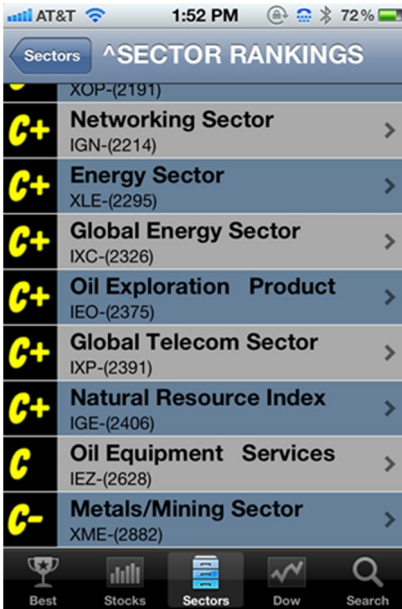 AT&T 1:52 PM 72%
Sectors ^SECTOR RANKINGS
XOP-(2191)
C+ Networking Sector
IGN-(2214)
C+ Energy Sector
XLE-(2295)
C+ Global Energy Sector
IXC-(2326)
C+ Oil Exploration Product
IEO-(2375)
C+ Global Telecom Sector
IXP-(2391)
C+ Natural Resource Index
IGE-(2406)
C Oil Equipment Services
IEZ-(2628)
C- Metals/Mining Sector
XME-(2882)
Best Stocks Sectors Dow Search